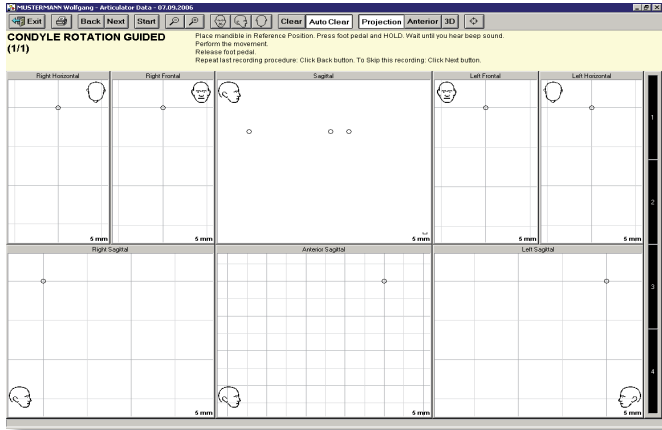 MUSTERMANN Wolfgang - Articulator Data - 07.09.2006
Exit Back Next Start Clear Auto Clear Projection Anterior 3D
CONDYLE ROTATION GUIDED
(1/1)
Place mandible in Reference Position. Press foot pedal and HOLD. Wait until you hear beep sound.
Perform the movement.
Release foot pedal.
Repeat last recording procedure: Click Back button. To Skip this recording: Click Next button.
Right Horizontal Right Frontal Sagittal Left Frontal Left Horizontal
1
2
5 mm 5 mm 5 mm 5 mm 5 mm
Right Sagittal Anterior Sagittal Left Sagittal
3
4
5 mm 5 mm 5 mm